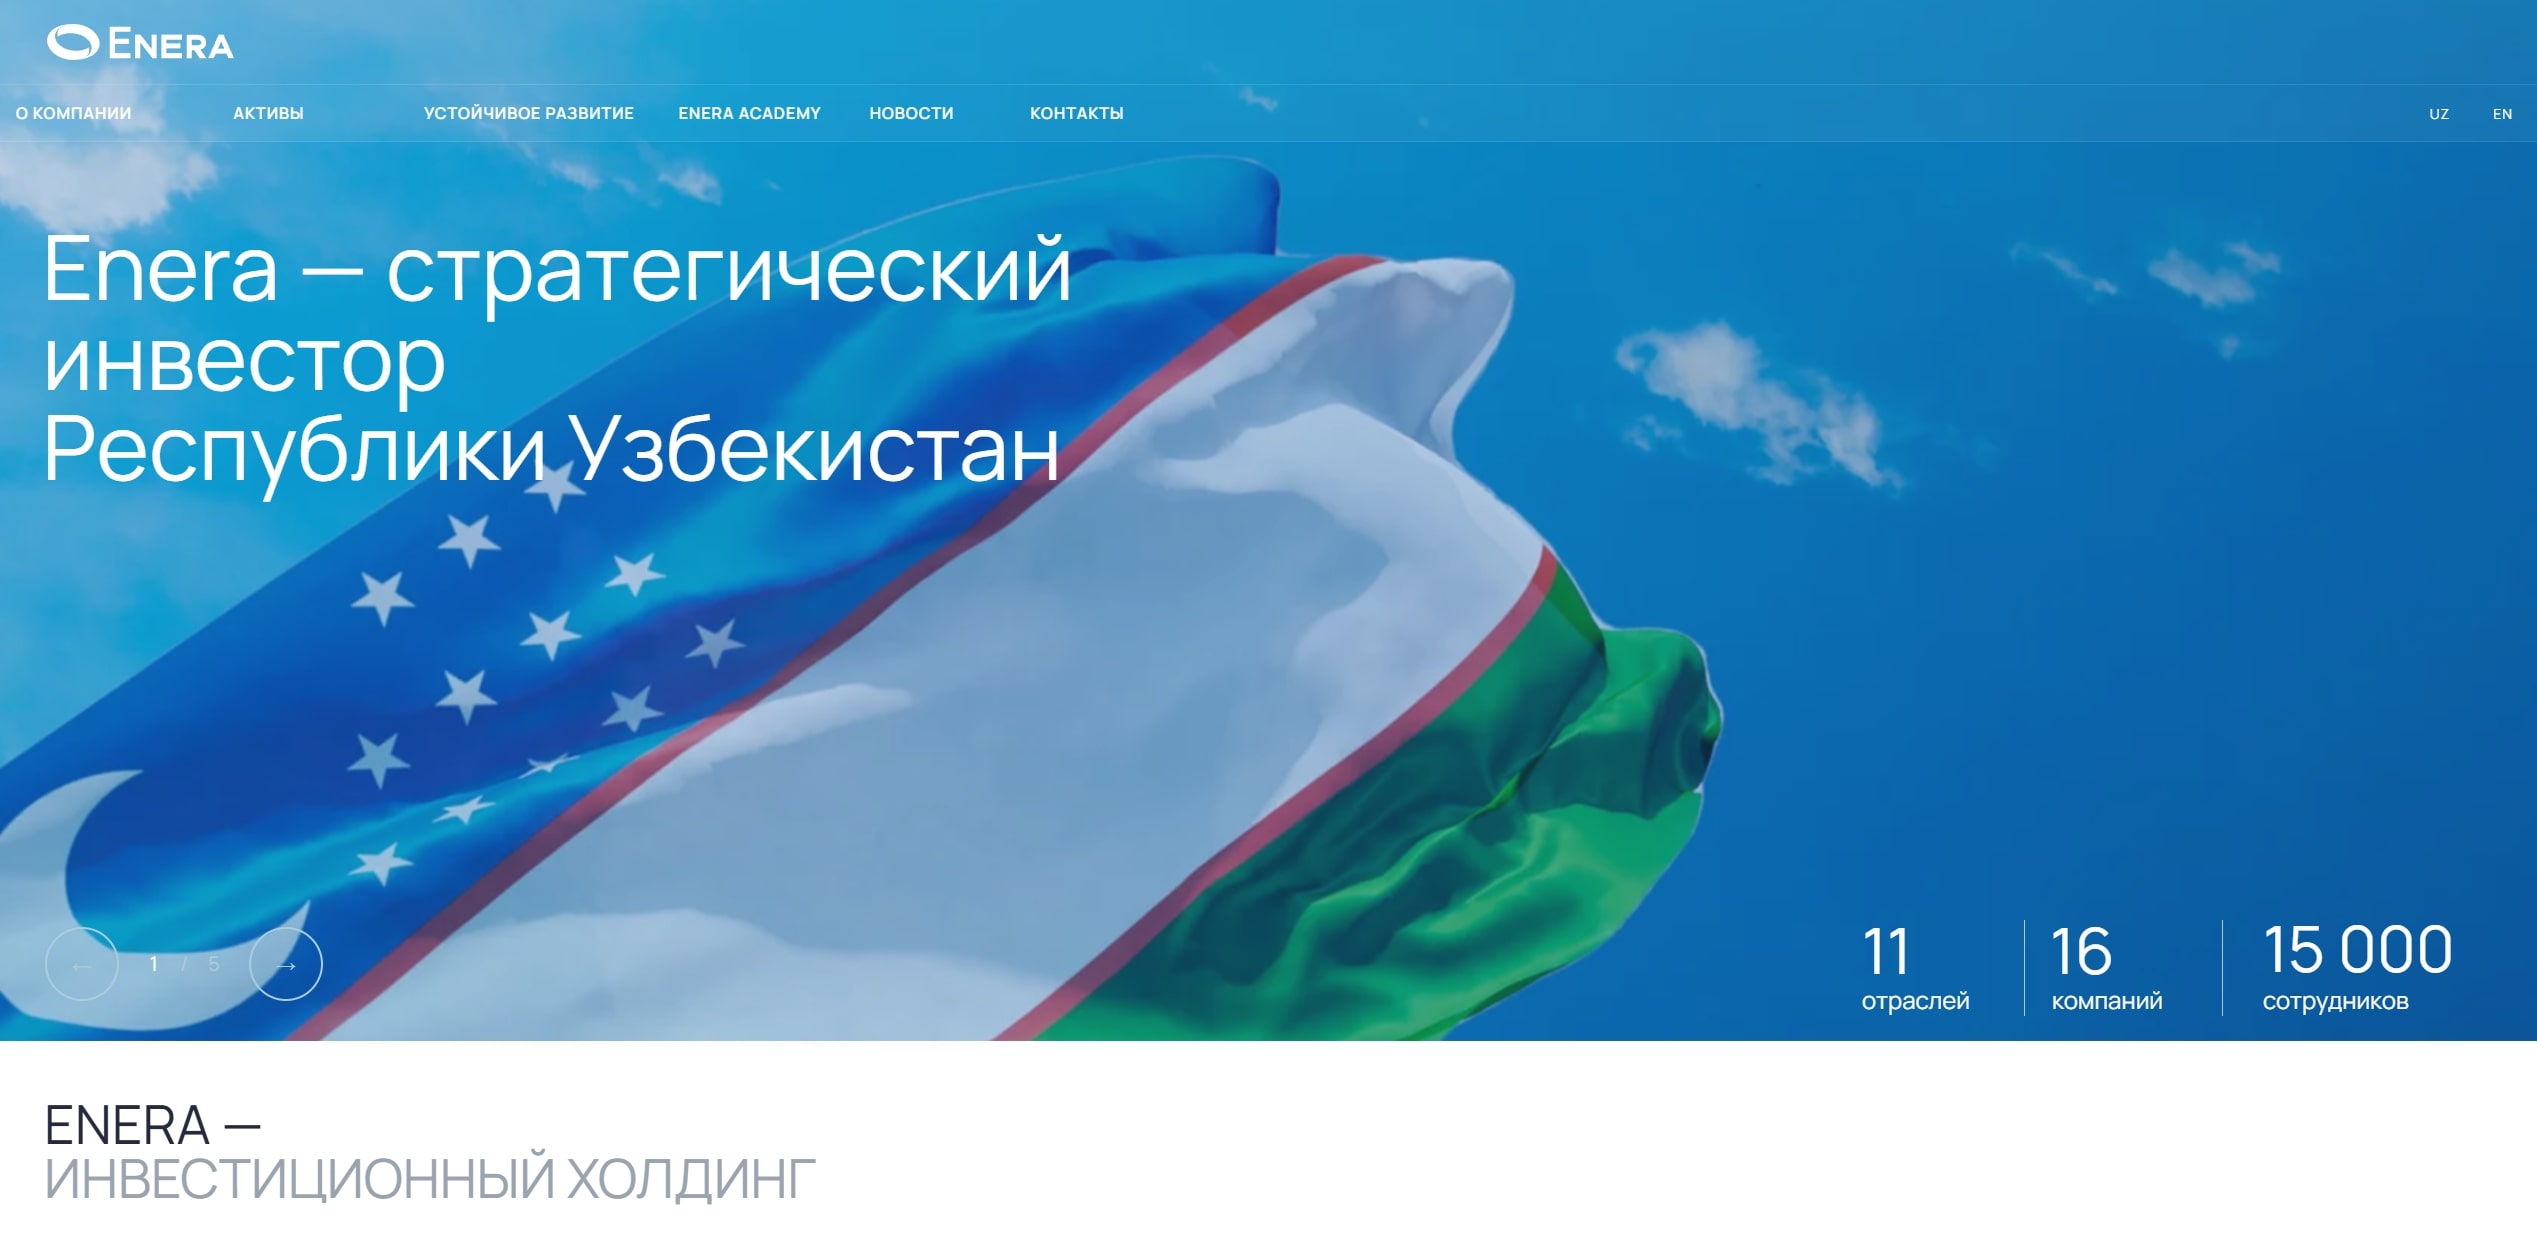 ENERA
О КОМПАНИИ АКТИВЫ УСТОЙЧИВОЕ РАЗВИТИЕ ENERA ACADEMY НОВОСТИ КОНТАКТЫ UZ EN
Enera — стратегический
инвестор
Республики Узбекистан
← 1 / 5 →
11
отраслей
16
компаний
15 000
сотрудников
ENERA —
ИНВЕСТИЦИОННЫЙ ХОЛДИНГ